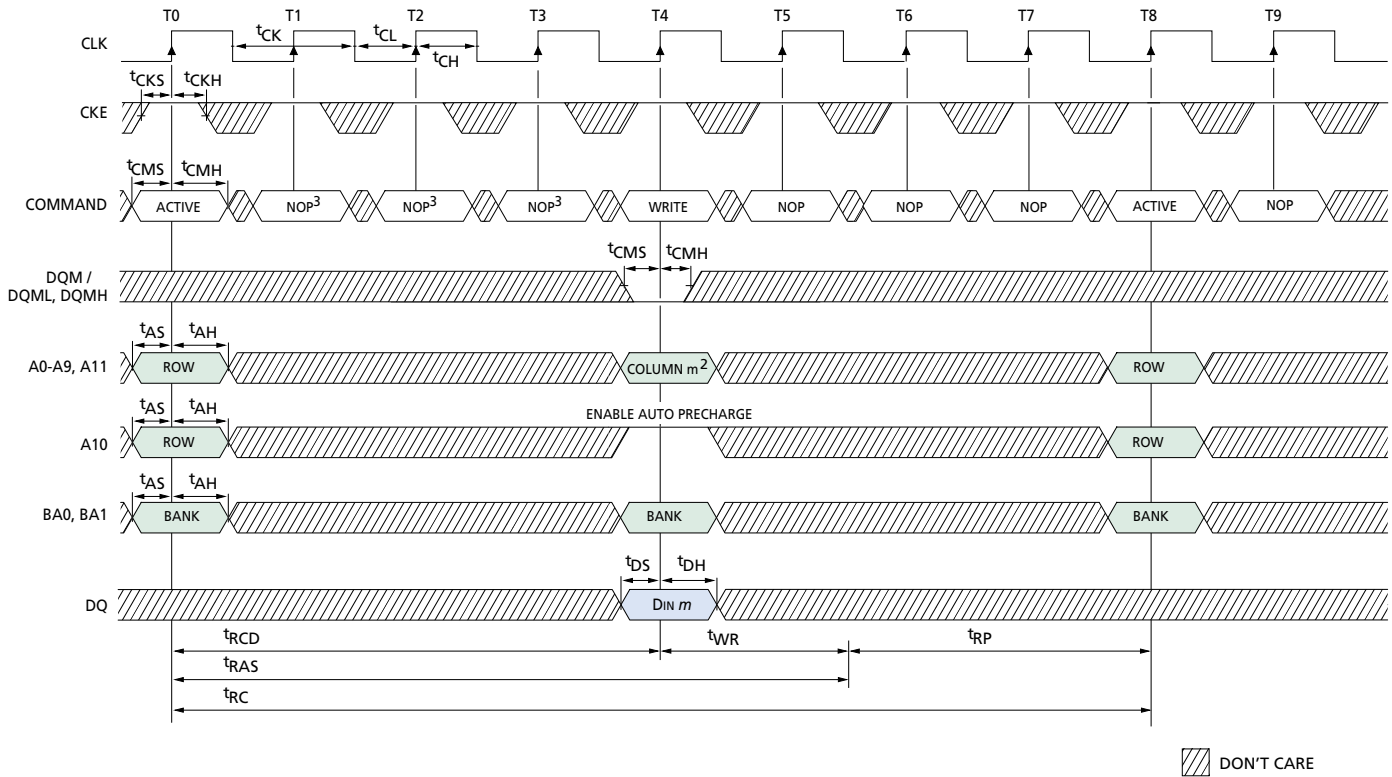 T0 T1 T2 T3 T4 T5 T6 T7 T8 T9
CLK
tCK tCL
tCH
tCKS tCKH
CKE
tCMS tCMH
COMMAND ACTIVE NOP3 NOP3 NOP3 WRITE NOP NOP NOP ACTIVE NOP
tCMS tCMH
DQM /
DQML, DQMH
tAS tAH
A0-A9, A11 ROW COLUMN m2 ROW
tAS tAH ENABLE AUTO PRECHARGE
A10 ROW ROW
tAS tAH
BA0, BA1 BANK BANK BANK
tDS tDH
DQ DIN m
tRCD tWR tRP
tRAS
tRC
DON'T CARE